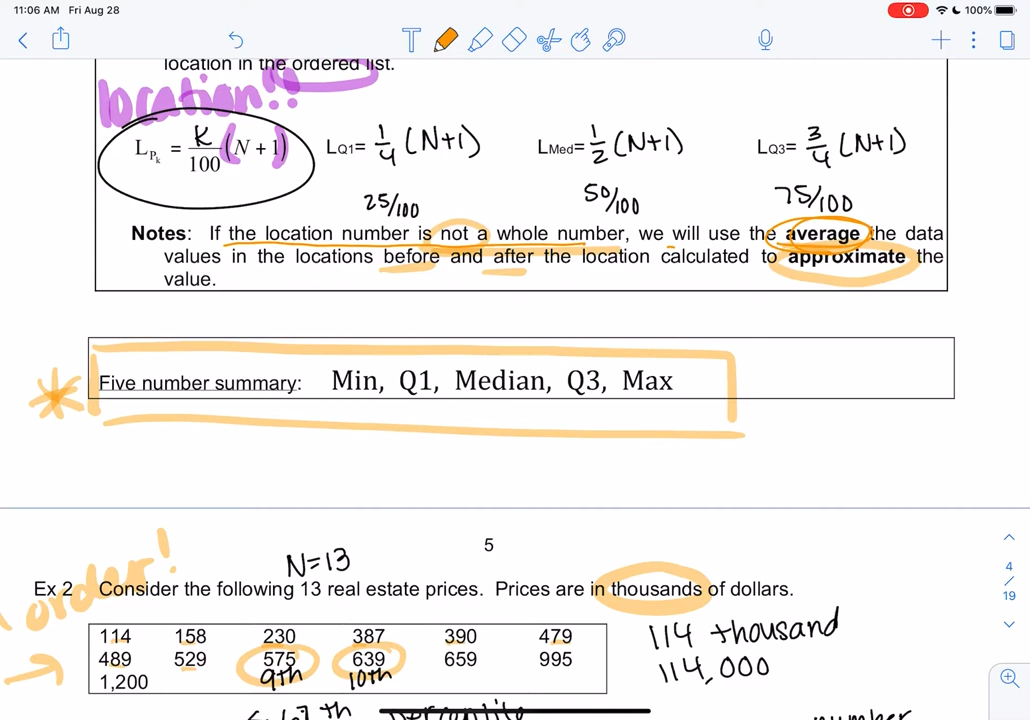 11:06 AM Fri Aug 28 100%
location in the ordered list.
location!!
L_{P_k} = K/100 (N + 1) LQ1= 1/4 (N+1) LMed= 1/2 (N+1) LQ3= 3/4 (N+1)
25/100 50/100 75/100
Notes: If the location number is not a whole number, we will use the average the data
values in the locations before and after the location calculated to approximate the
value.
Five number summary: Min, Q1, Median, Q3, Max
5
order!
N=13
Ex 2 Consider the following 13 real estate prices. Prices are in thousands of dollars.
114 158 230 387 390 479
489 529 575 639 659 995
1,200
9th 10th
114 thousand
114,000
percentile
number
4
/
19